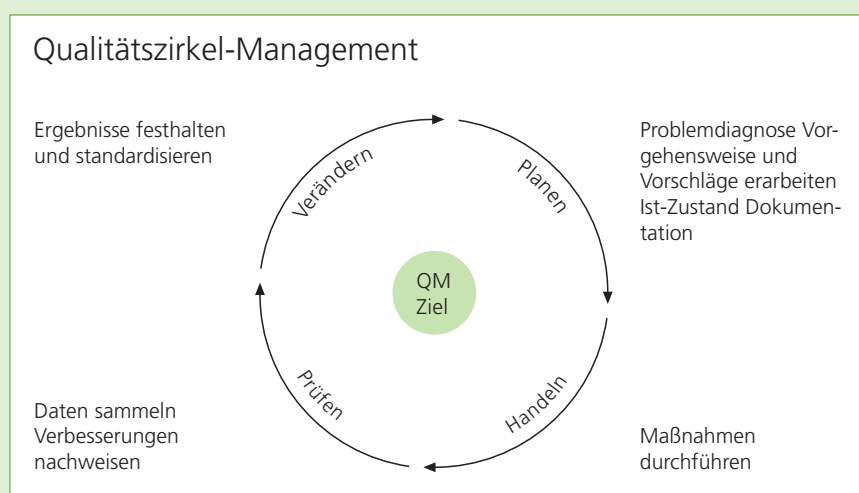 Qualitätszirkel-Management
Ergebnisse festhalten
und standardisieren
Verändern
Planen
Problemdiagnose Vor-
gehensweise und
Vorschläge erarbeiten
Ist-Zustand Dokumen-
tation
QM
Ziel
Prüfen
Handeln
Daten sammeln
Verbesserungen
nachweisen
Maßnahmen
durchführen